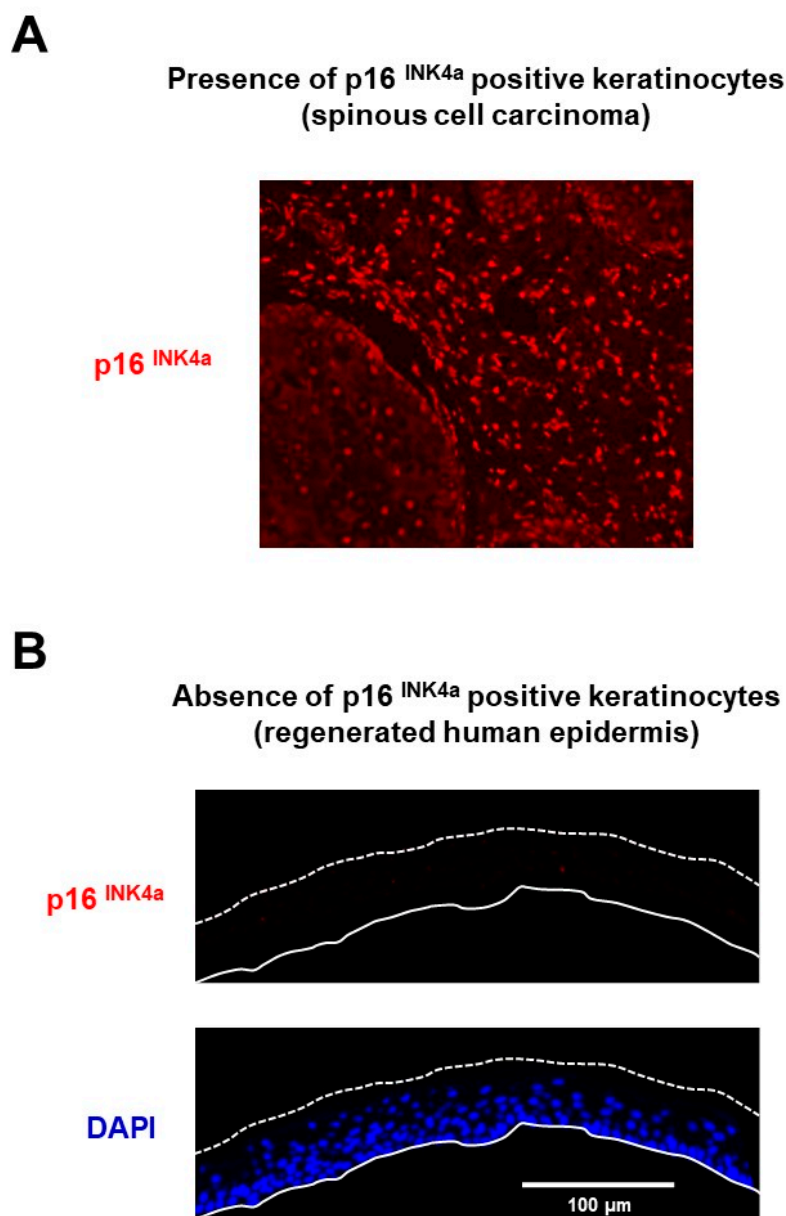 A
Presence of p16 INK4a positive keratinocytes
(spinous cell carcinoma)
p16 INK4a
B
Absence of p16 INK4a positive keratinocytes
(regenerated human epidermis)
p16 INK4a
DAPI
100 µm